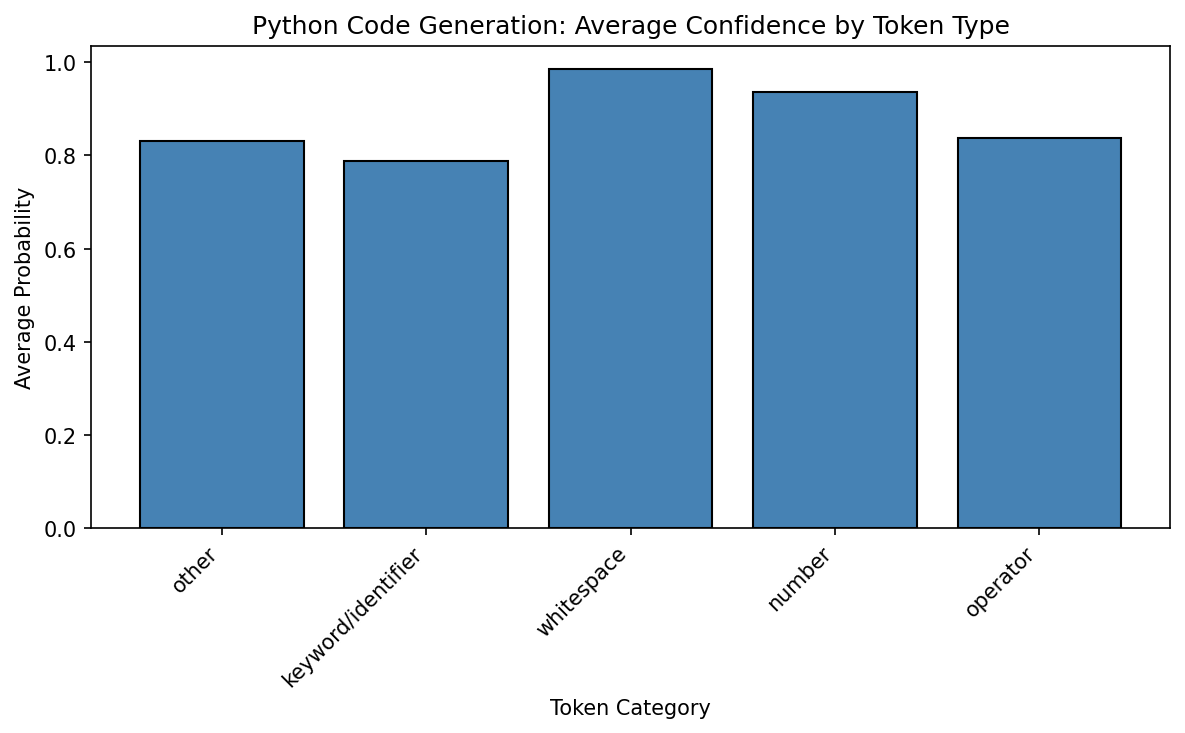 Python Code Generation: Average Confidence by Token Type
Average Probability
1.0
0.8
0.6
0.4
0.2
0.0
other
keyword/identifier
whitespace
number
operator
Token Category